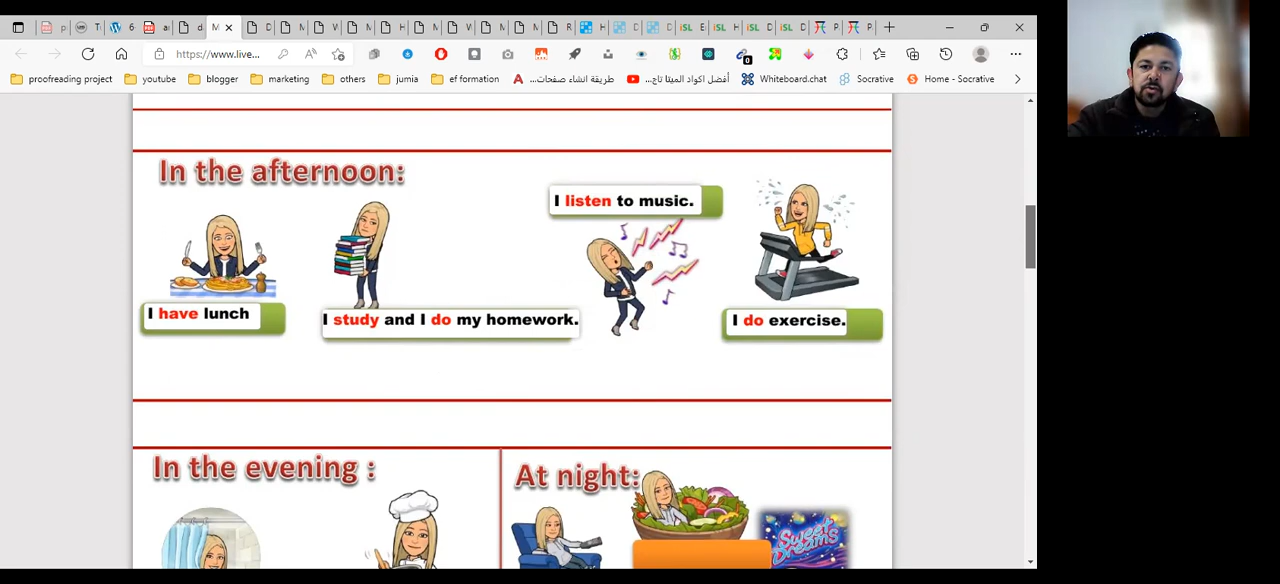 https://www.live...
proofreading project
youtube
blogger
marketing
others
jumia
ef formation
طريقة انشاء صفحات...
أفضل اكواد الميتا تاج...
Whiteboard.chat
Socrative
Home - Socrative
In the afternoon:
I listen to music.
I have lunch
I study and I do my homework.
I do exercise.
In the evening :
At night:
Sweet Dreams